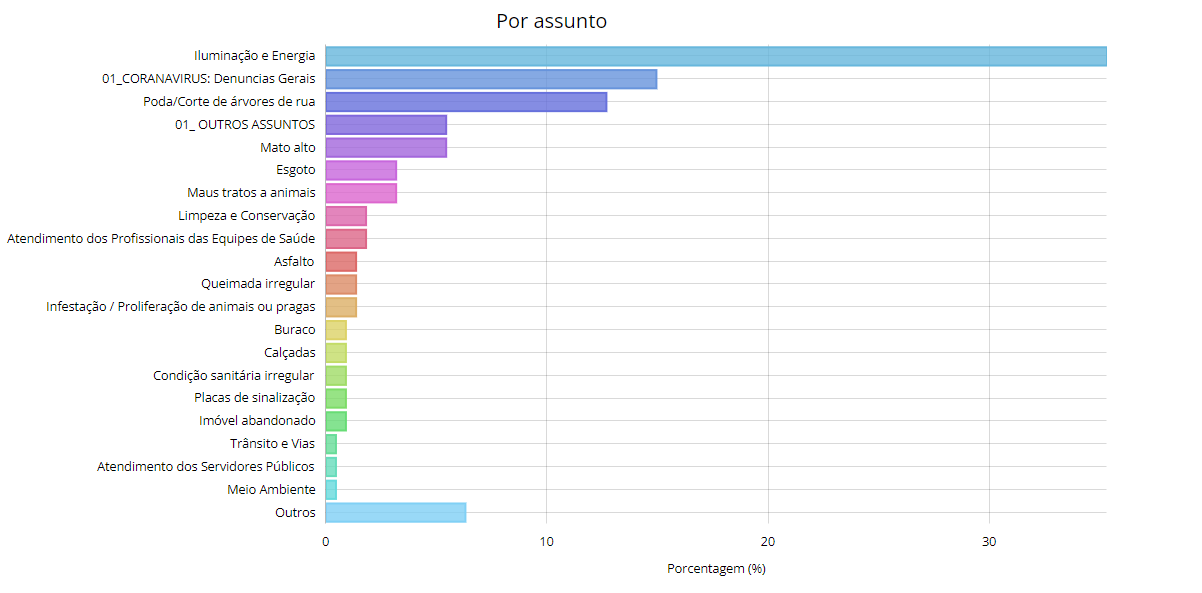 Por assunto
Iluminação e Energia
01_CORANAVIRUS: Denuncias Gerais
Poda/Corte de árvores de rua
01_ OUTROS ASSUNTOS
Mato alto
Esgoto
Maus tratos a animais
Limpeza e Conservação
Atendimento dos Profissionais das Equipes de Saúde
Asfalto
Queimada irregular
Infestação / Proliferação de animais ou pragas
Buraco
Calçadas
Condição sanitária irregular
Placas de sinalização
Imóvel abandonado
Trânsito e Vias
Atendimento dos Servidores Públicos
Meio Ambiente
Outros
0 10 20 30
Porcentagem (%)